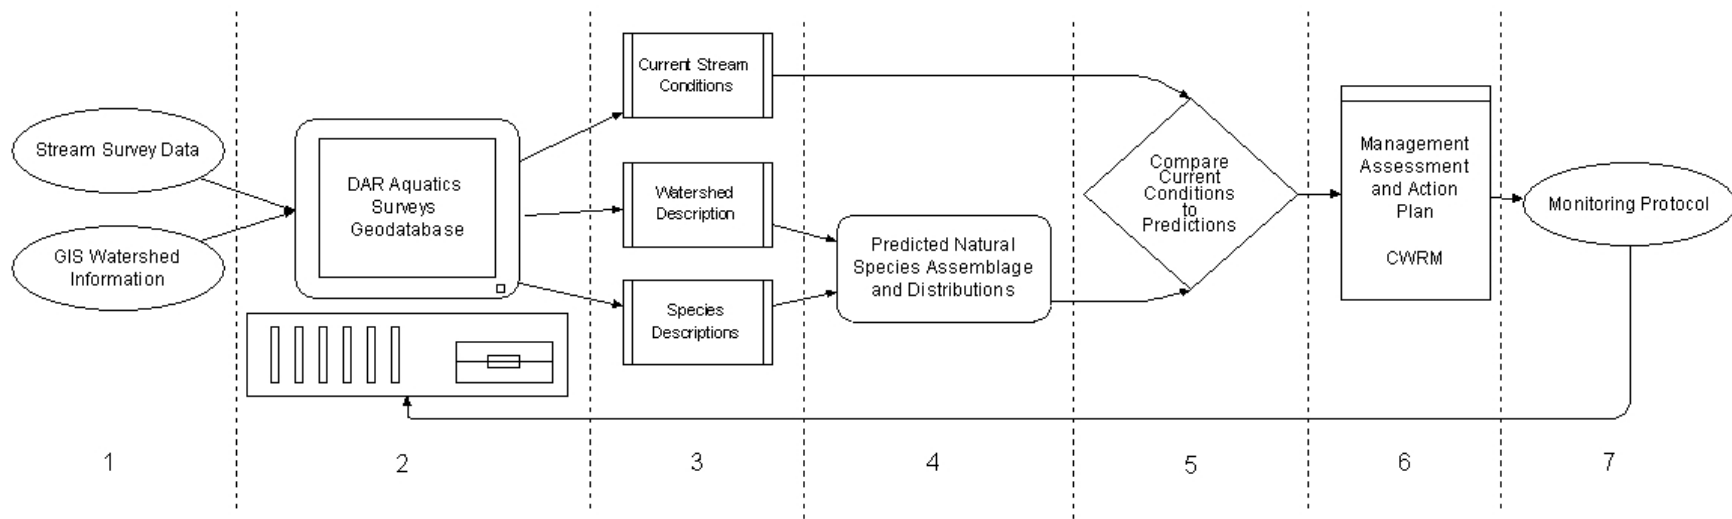 Stream Survey Data
GIS Watershed
Information
DAR Aquatics
Surveys
Geodatabase
Current Stream
Conditions
Watershed
Description
Species
Descriptions
Predicted Natural
Species Assemblage
and Distributions
Compare
Current
Conditions
to
Predictions
Management
Assessment
and Action
Plan
CWRM
Monitoring Protocol
1
2
3
4
5
6
7